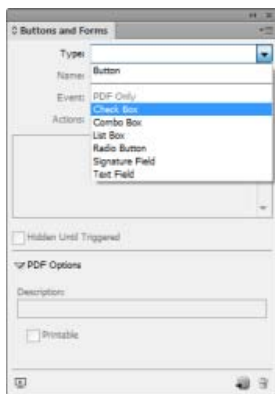 Buttons and Forms
Type:
Button
Name:
Event:
PDF Only
Check Box
Actions:
Combo Box
List Box
Radio Button
Signature Field
Text Field
Hidden Until Triggered
PDF Options
Description:
Printable